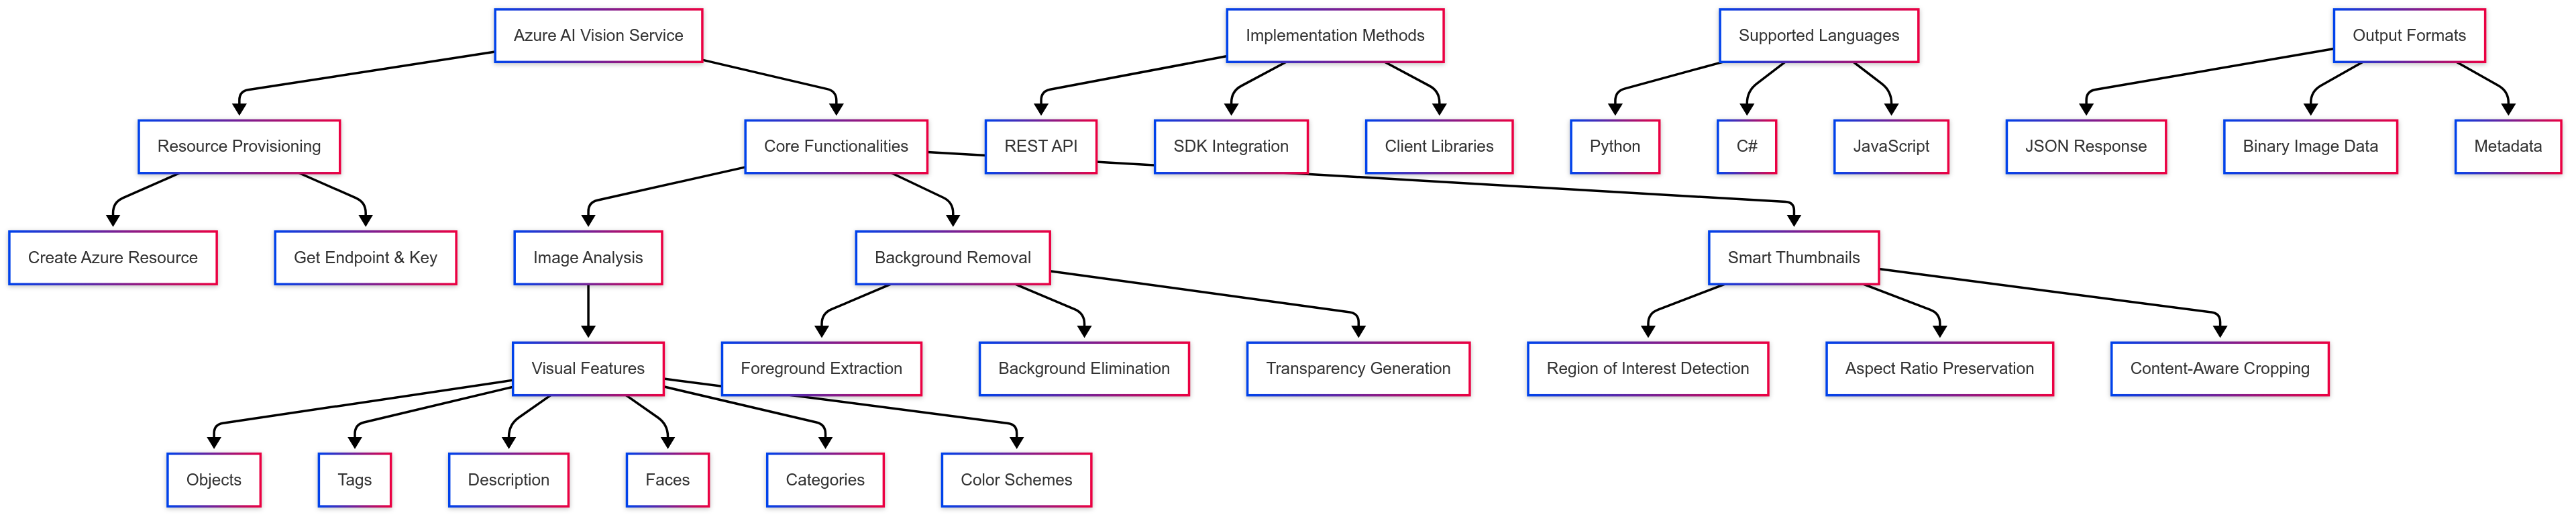 Azure AI Vision Service
Implementation Methods
Supported Languages
Output Formats
Resource Provisioning
Core Functionalities
REST API
SDK Integration
Client Libraries
Python
C#
JavaScript
JSON Response
Binary Image Data
Metadata
Create Azure Resource
Get Endpoint & Key
Image Analysis
Background Removal
Smart Thumbnails
Visual Features
Foreground Extraction
Background Elimination
Transparency Generation
Region of Interest Detection
Aspect Ratio Preservation
Content-Aware Cropping
Objects
Tags
Description
Faces
Categories
Color Schemes